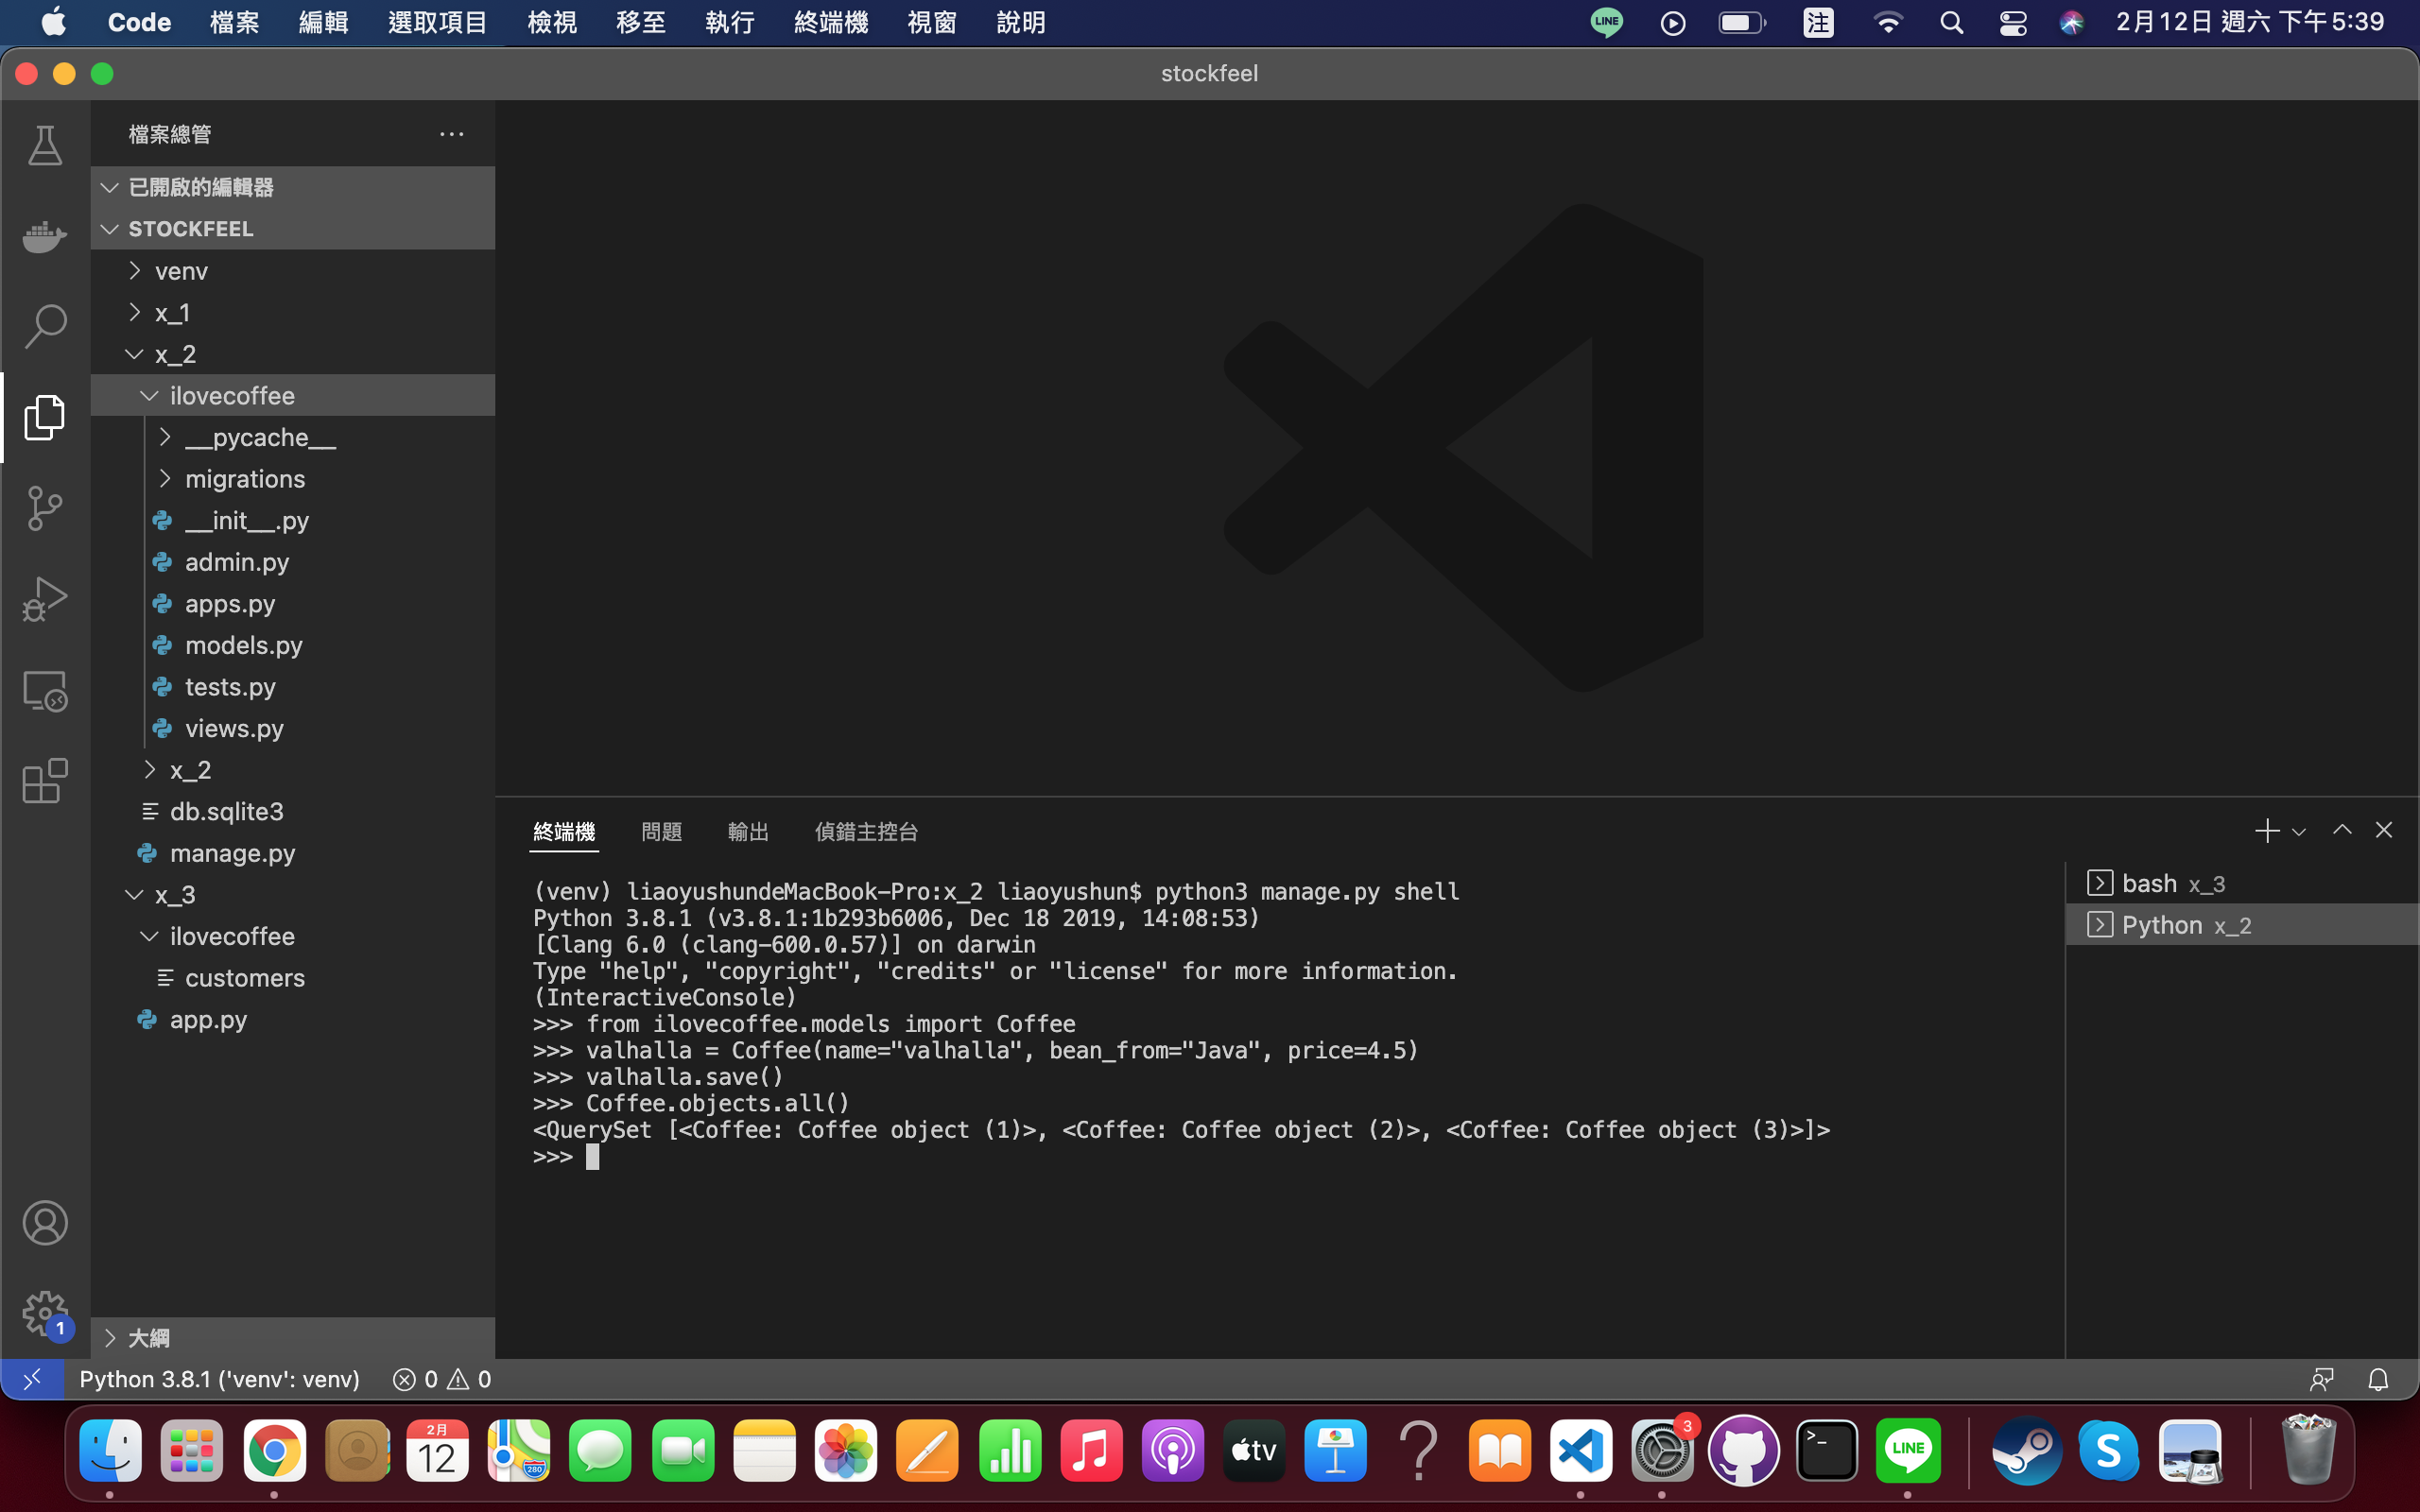 Code 檔案 編輯 選取項目 檢視 移至 執行 終端機 視窗 說明 LINE 注 2月12日 週六 下午5:39
stockfeel
檔案總管
已開啟的編輯器
STOCKFEEL
venv
x_1
x_2
ilovecoffee
__pycache__
migrations
__init__.py
admin.py
apps.py
models.py
tests.py
views.py
x_2
db.sqlite3
manage.py
x_3
ilovecoffee
customers
app.py
大綱
終端機 問題 輸出 偵錯主控台
(venv) liaoyushundeMacBook-Pro:x_2 liaoyushun$ python3 manage.py shell
Python 3.8.1 (v3.8.1:1b293b6006, Dec 18 2019, 14:08:53)
[Clang 6.0 (clang-600.0.57)] on darwin
Type "help", "copyright", "credits" or "license" for more information.
(InteractiveConsole)
>>> from ilovecoffee.models import Coffee
>>> valhalla = Coffee(name="valhalla", bean_from="Java", price=4.5)
>>> valhalla.save()
>>> Coffee.objects.all()
<QuerySet [<Coffee: Coffee object (1)>, <Coffee: Coffee object (2)>, <Coffee: Coffee object (3)>]>
>>>
bash x_3
Python x_2
1
Python 3.8.1 ('venv': venv) 0 0
2月
12
280
tv
3
>_
LINE
S